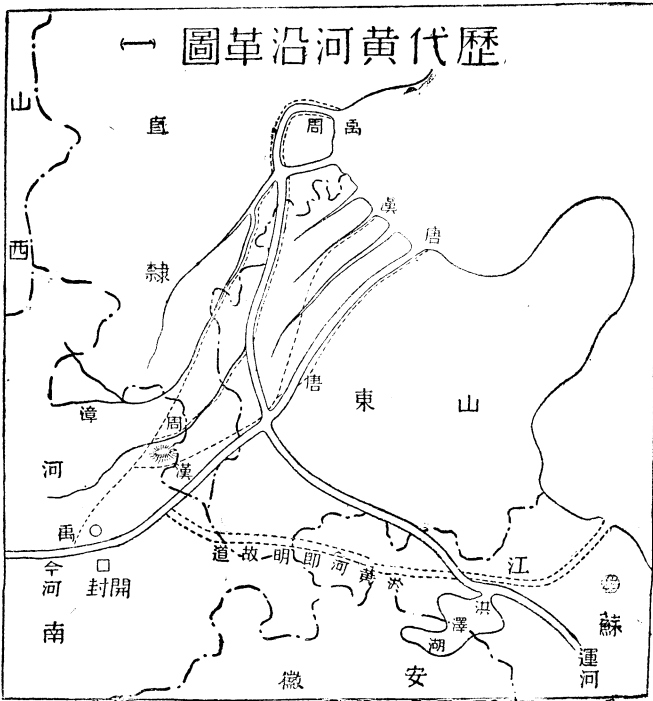 歷代黃河沿革圖 (一)
山西
直隸
禹
周
漢
唐
唐
山東
漳
周
漢
河南
禹
今河
開封
黃河即明故道
江蘇
洪澤湖
安徽
運河